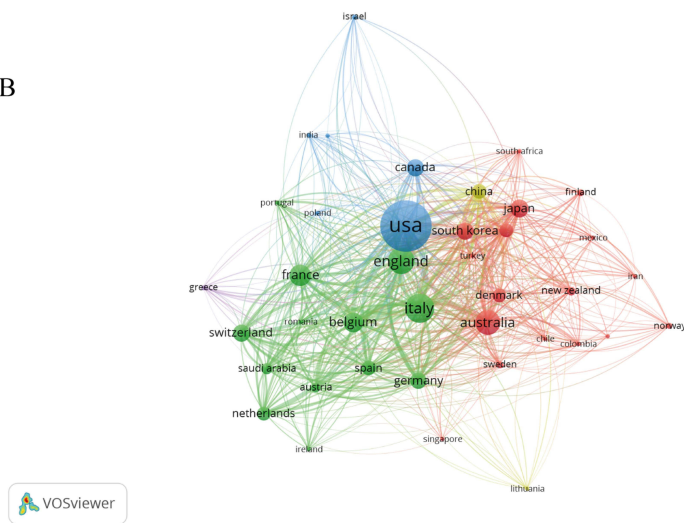 israel
B
india
southafrica
canada
china
finland
portugal
japan
poland
usa
south korea
mexico
turkey
england
france
iran
greece
denmark
new zealand
italy
romania
belgium
australia
norway
switzerland
chile
colombia
saudi arabia
spain
sweden
austria
germany
netherlands
singapore
ireland
lithuania
VOSviewer